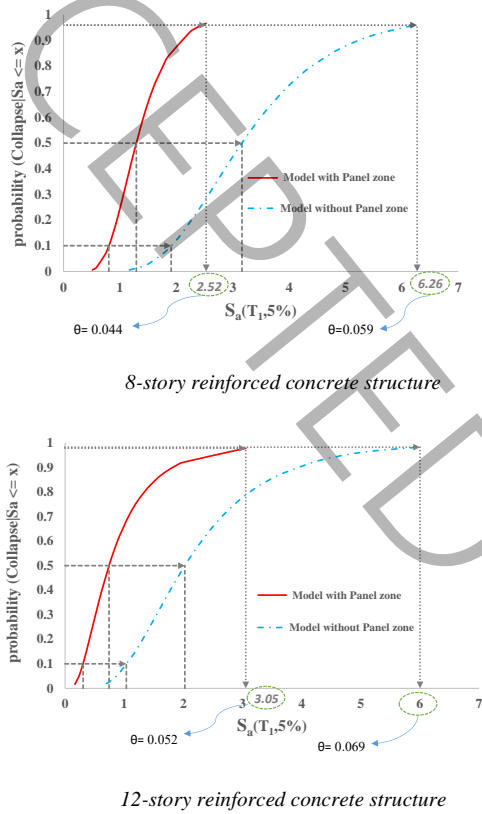 1
0.9
0.8
0.7
0.6
0.5
0.4
0.3
0.2
0.1
0
probability (Collapse|Sa <= x)
Model with Panel zone
Model without Panel zone
0 1 2 3 4 5 6 7
2.52
6.26
Sa(T1,5%)
θ= 0.044
θ=0.059
8-story reinforced concrete structure
1
0.9
0.8
0.7
0.6
0.5
0.4
0.3
0.2
0.1
0
probability (Collapse|Sa <= x)
Model with Panel zone
Model without Panel zone
0 1 2 3 4 5 6 7
3.05
Sa(T1,5%)
θ= 0.052
θ= 0.069
12-story reinforced concrete structure
CEPTED